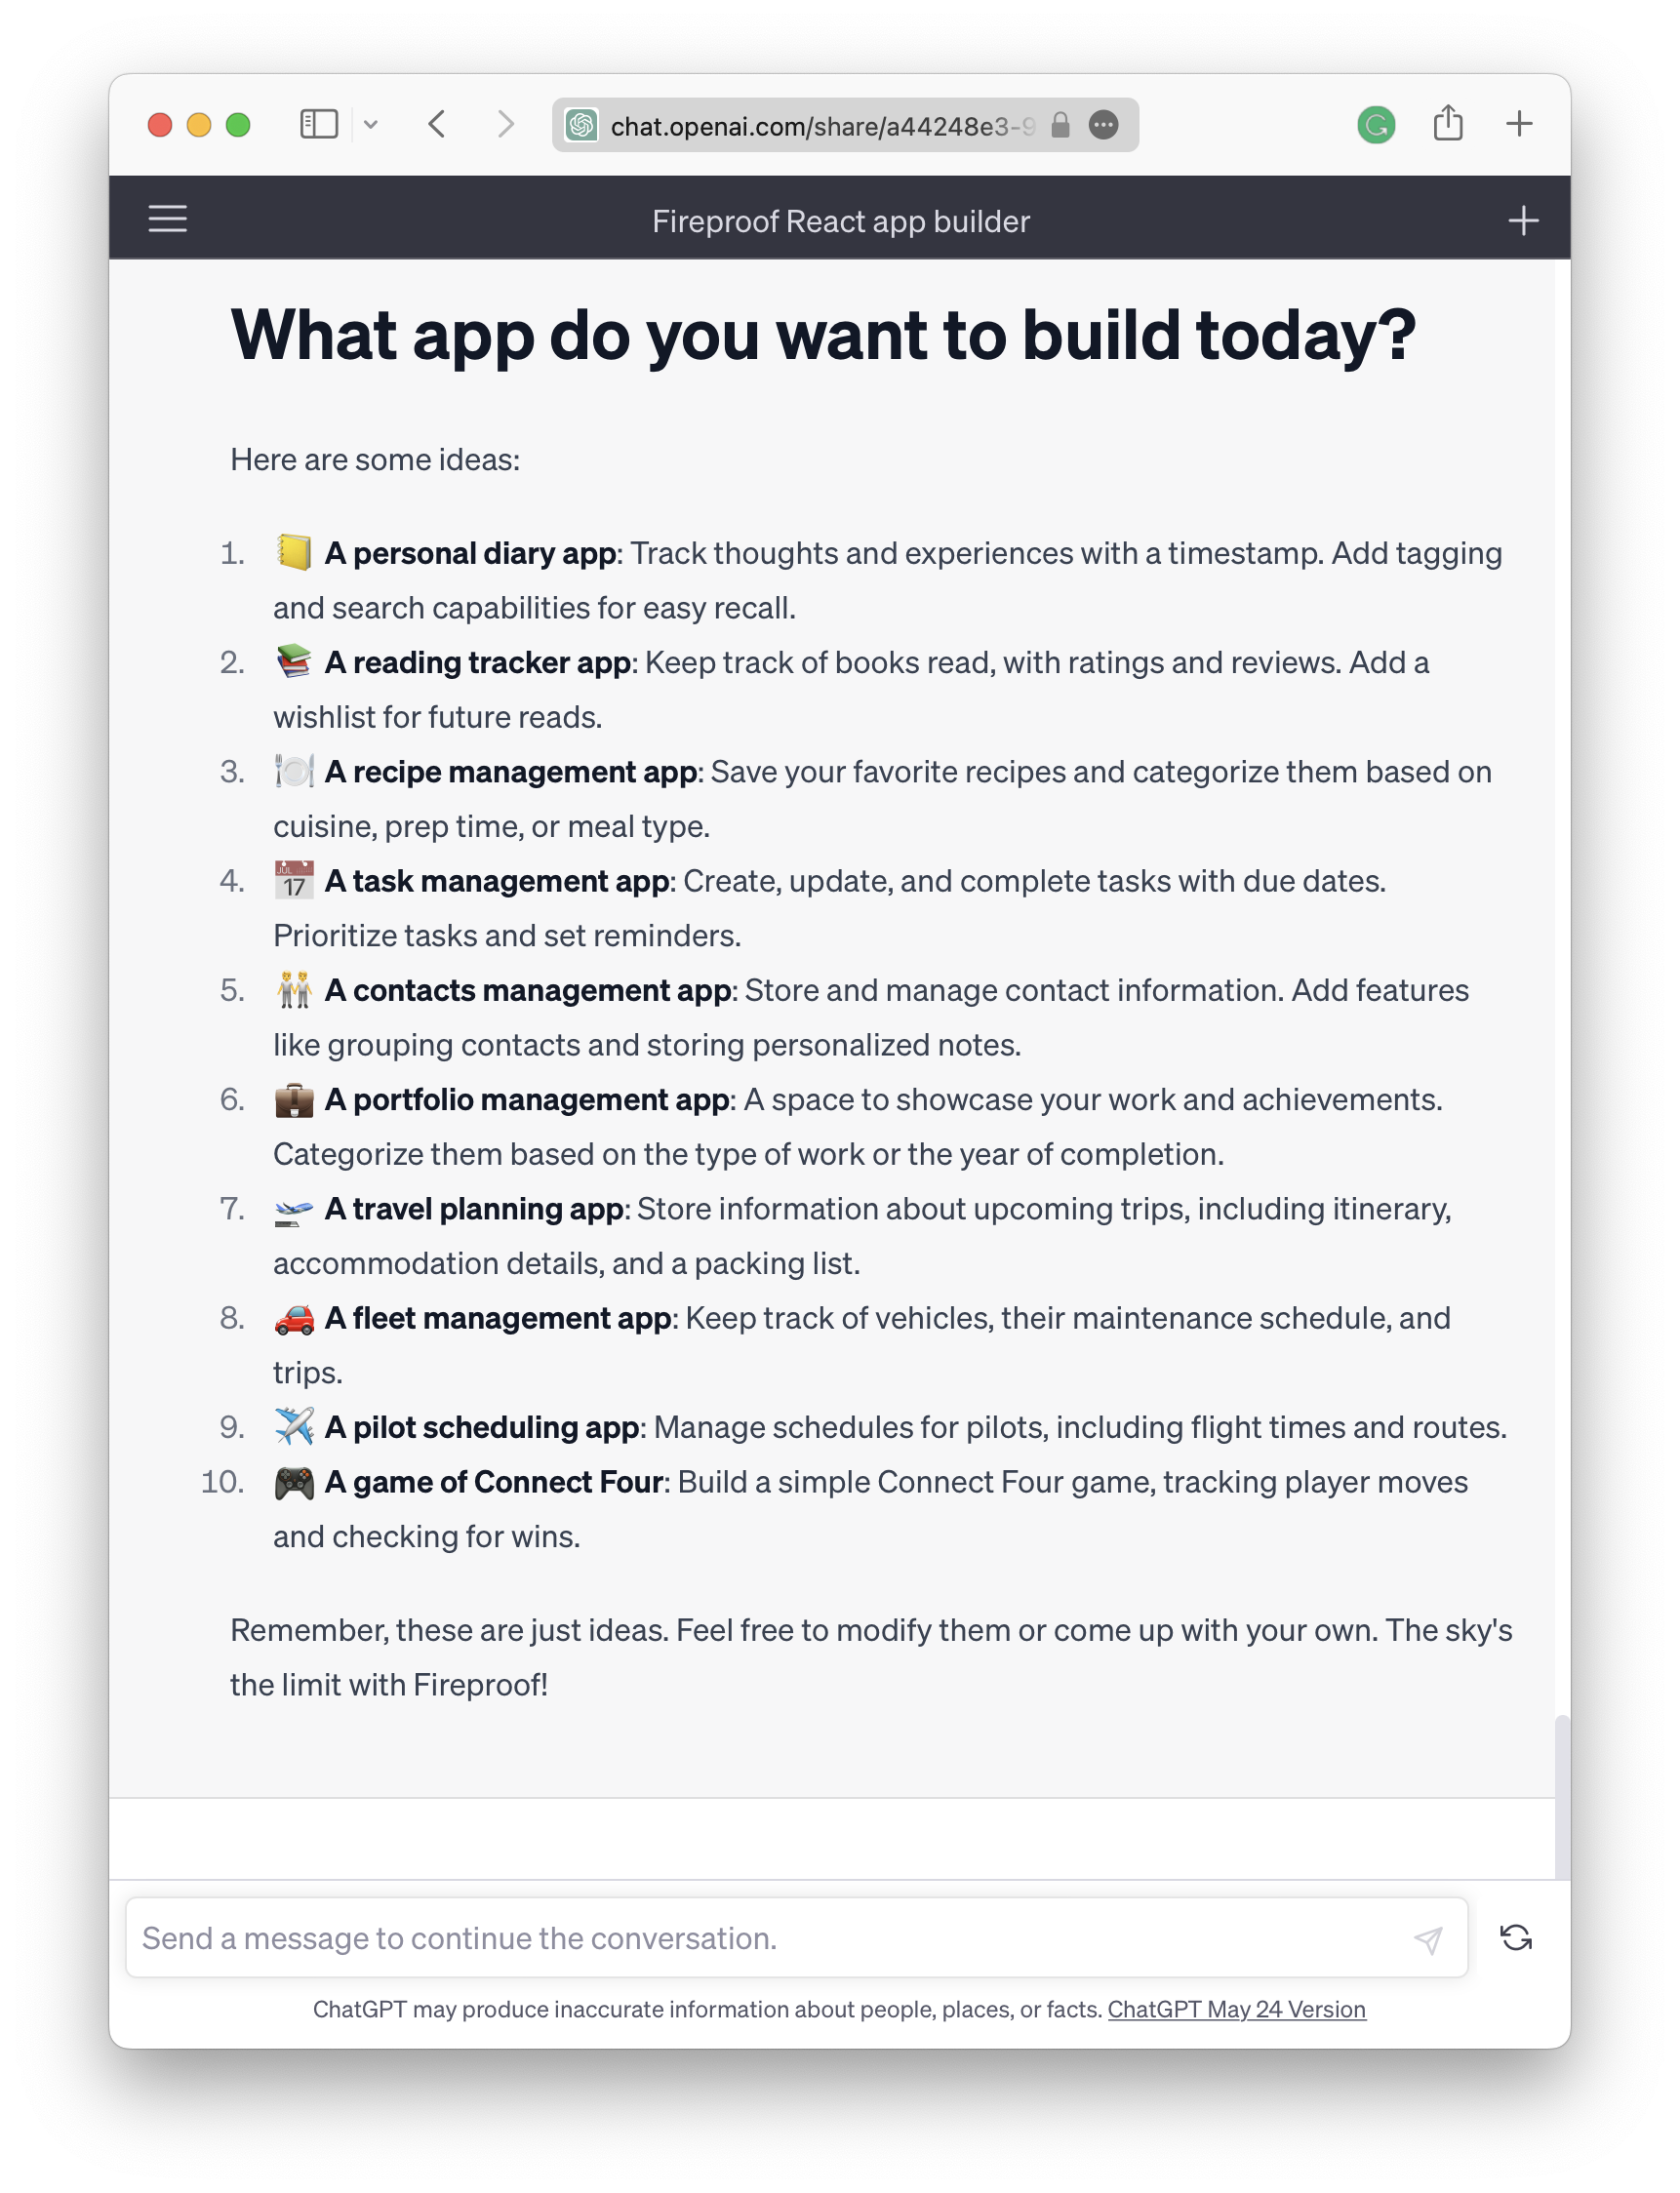 chat.openai.com/share/a44248e3-9
Fireproof React app builder
What app do you want to build today?
Here are some ideas:
1. A personal diary app: Track thoughts and experiences with a timestamp. Add tagging
and search capabilities for easy recall.
2. A reading tracker app: Keep track of books read, with ratings and reviews. Add a
wishlist for future reads.
3. A recipe management app: Save your favorite recipes and categorize them based on
cuisine, prep time, or meal type.
4. JUL 17 A task management app: Create, update, and complete tasks with due dates.
Prioritize tasks and set reminders.
5. A contacts management app: Store and manage contact information. Add features
like grouping contacts and storing personalized notes.
6. A portfolio management app: A space to showcase your work and achievements.
Categorize them based on the type of work or the year of completion.
7. A travel planning app: Store information about upcoming trips, including itinerary,
accommodation details, and a packing list.
8. A fleet management app: Keep track of vehicles, their maintenance schedule, and
trips.
9. A pilot scheduling app: Manage schedules for pilots, including flight times and routes.
10. A game of Connect Four: Build a simple Connect Four game, tracking player moves
and checking for wins.
Remember, these are just ideas. Feel free to modify them or come up with your own. The sky's
the limit with Fireproof!
Send a message to continue the conversation.
ChatGPT may produce inaccurate information about people, places, or facts. ChatGPT May 24 Version